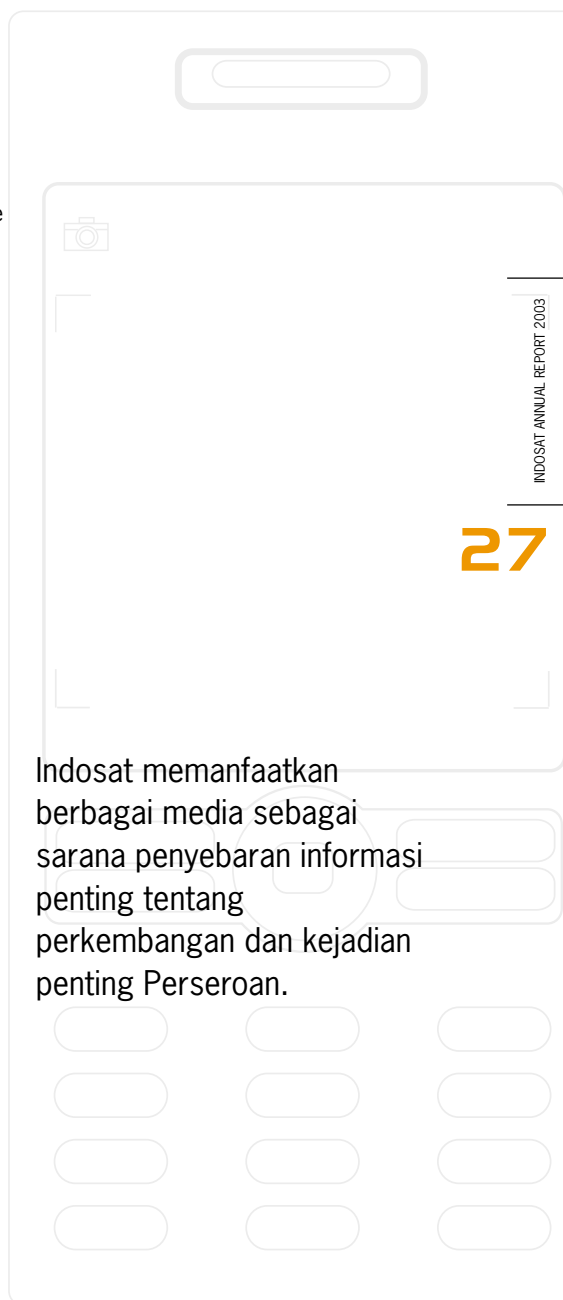 e
INDOSAT ANNUAL REPORT 2003
27
Indosat memanfaatkan
berbagai media sebagai
sarana penyebaran informasi
penting tentang
perkembangan dan kejadian
penting Perseroan.